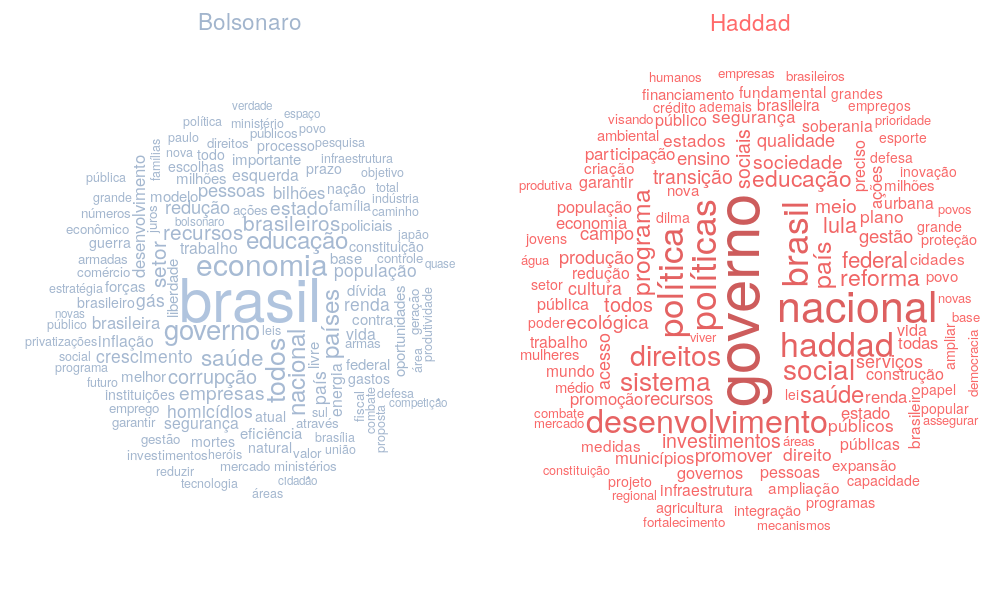 Bolsonaro
verdade
espaço
política
ministério
públicos
povo
paulo
direitos
processo
pesquisa
famílias
nova
todo
importante
infraestrutura
pública
escolhas
milhões
esquerda
prazo
objetivo
grande
modelo
pessoas
bilhões
nação
total
indústria
números
juros
redução
ações
estado
família
caminho
desenvolvimento
bolsonaro
brasileiros
policiais
econômico
recursos
educação
japão
guerra
setor
trabalho
constituição
armadas
base
controle
quase
comércio
liberdade
economia
população
estratégia
forças
brasil
dívida
brasileiro
gás
renda
oportunidades
geração
produtividade
novas
público
brasileira
governo
leis
países
contra
vida
privatizações
inflação
armas
social
crescimento
saúde
todos
nacional
livre
federal
área
programa
futuro
melhor
corrupção
país
energia
gastos
instituições
empresas
fiscal
combate
defesa
competição
emprego
homicídios
atual
sul
proposta
garantir
segurança
através
gestão
mortes
eficiência
brasília
investimentos
heróis
natural
valor
união
reduzir
mercado
ministérios
tecnologia
cidadão
áreas
Haddad
humanos
empresas
brasileiros
financiamento
fundamental
grandes
crédito
ademais
brasileira
empregos
visando
público
segurança
soberania
prioridade
ambiental
estados
sociais
qualidade
esporte
participação
ensino
sociedade
preciso
defesa
criação
transição
educação
inovação
produtiva
garantir
nova
ações
milhões
população
programa
dilma
políticas
governo
brasil
meio
urbana
povos
economia
lula
plano
grande
jovens
campo
política
país
gestão
proteção
água
produção
federal
cidades
redução
reforma
povo
setor
cultura
pública
todos
nacional
novas
poder
ecológica
base
trabalho
viver
haddad
vida
todas
ampliar
mulheres
acesso
direitos
democracia
mundo
social
serviços
construção
médio
sistema
promoção
recursos
lei
saúde
renda
papel
combate
desenvolvimento
estado
brasileiro
popular
mercado
públicos
assegurar
medidas
investimentos
áreas
públicas
municípios
promover
direito
constituição
governos
pessoas
expansão
projeto
capacidade
regional
infraestrutura
ampliação
agricultura
integração
programas
fortalecimento
mecanismos